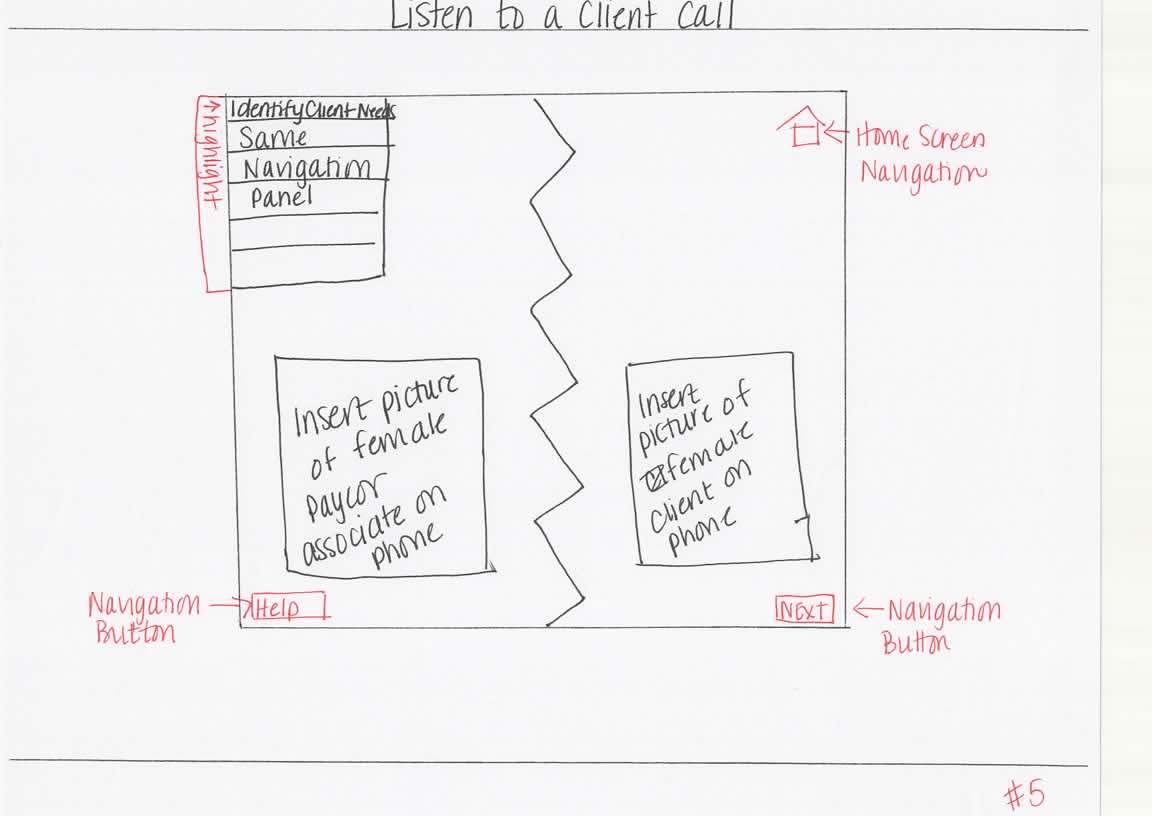 Listen to a Client Call
Identify Client Needs
Same
Navigation
Panel
highlight
Home Screen
Navigation
Insert picture
of female
paycor
associate on
phone
Insert
picture of
female
client on
phone
Navigation
Button
Help
NEXT
Navigation
Button
#5